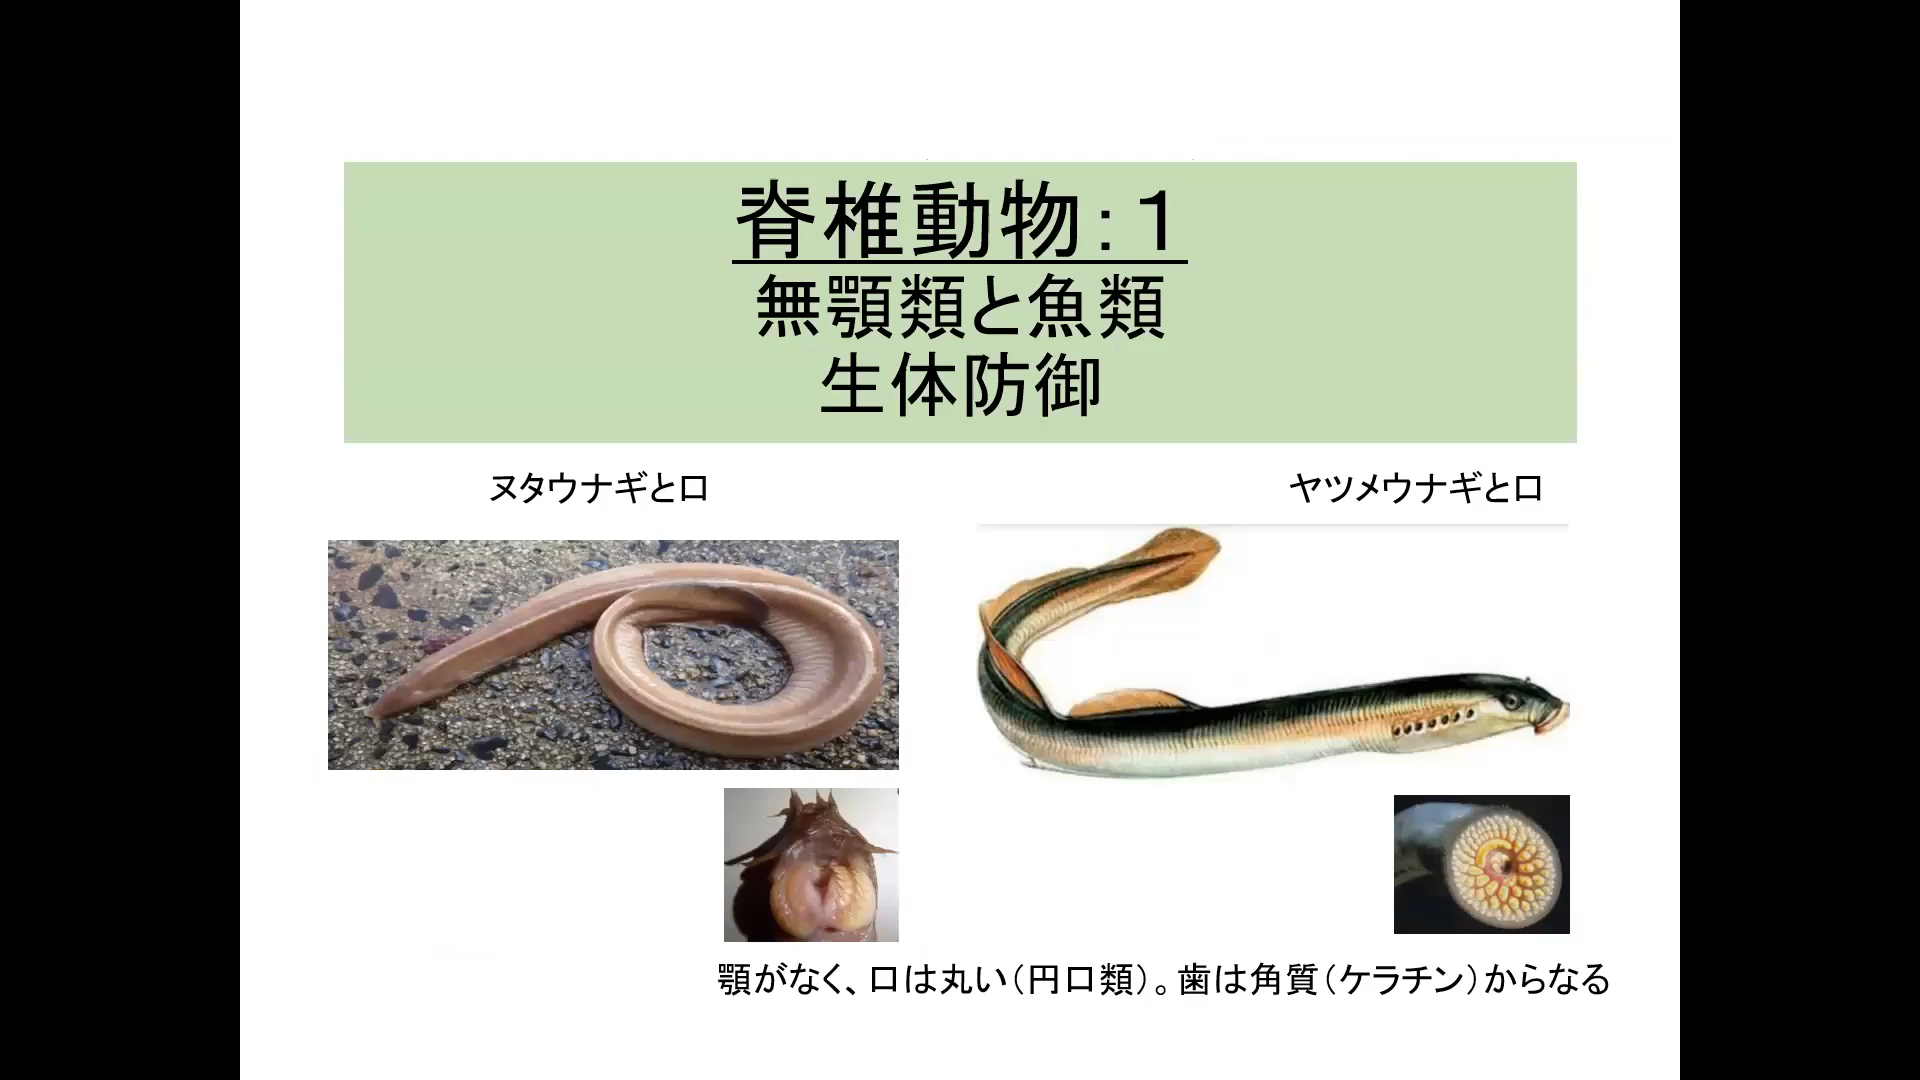 脊椎動物：１
無顎類と魚類
生体防御
ヌタウナギと口
ヤツメウナギと口
顎がなく、口は丸い（円口類）。歯は角質（ケラチン）からなる